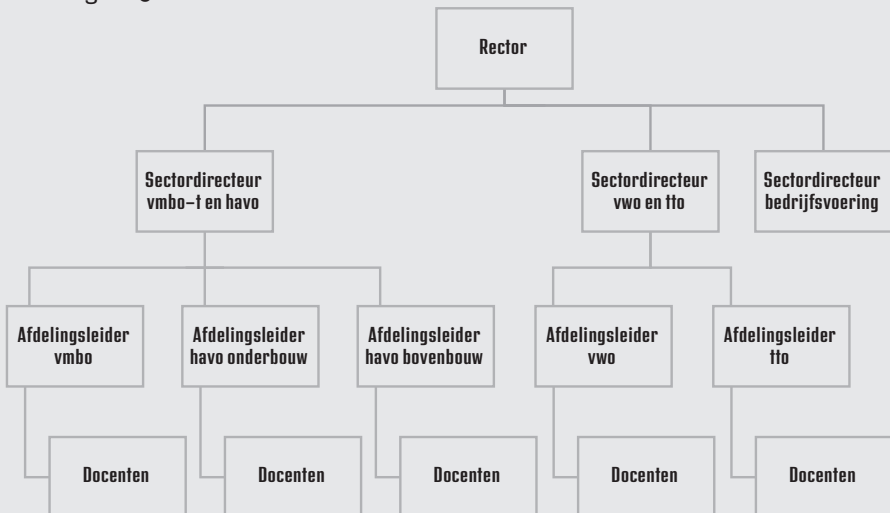 Rector
Sectordirecteur
vmbo–t en havo
Sectordirecteur
vwo en tto
Sectordirecteur
bedrijfsvoering
Afdelingsleider
vmbo
Afdelingsleider
havo onderbouw
Afdelingsleider
havo bovenbouw
Afdelingsleider
vwo
Afdelingsleider
tto
Docenten
Docenten
Docenten
Docenten
Docenten